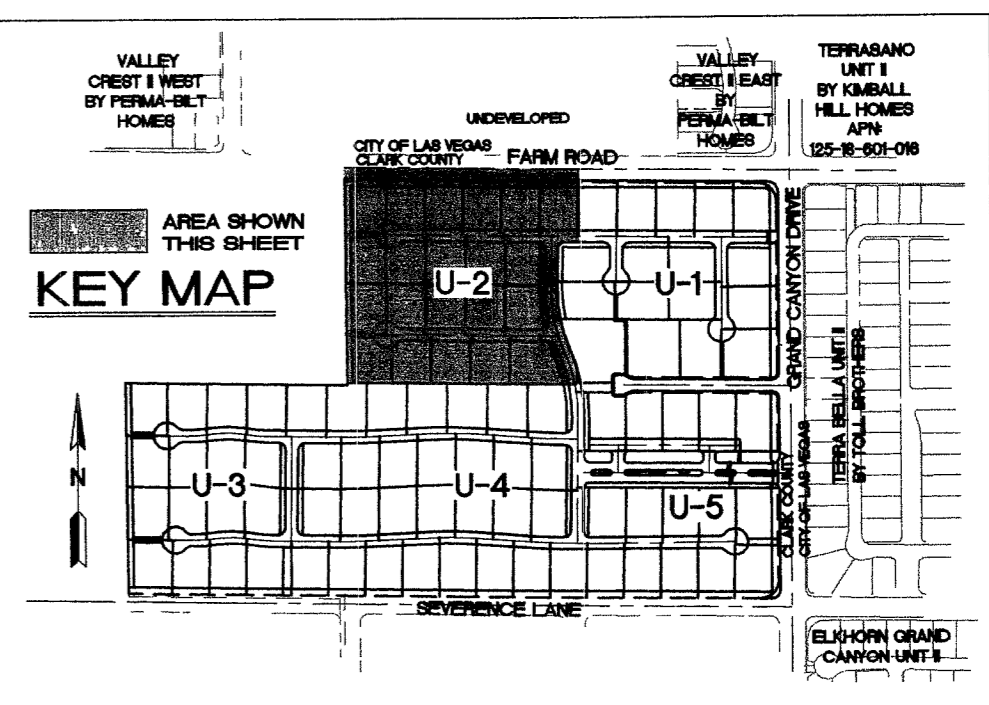 VALLEY
CREST II WEST
BY PERMA-BILT
HOMES
UNDEVELOPED
VALLEY
CREST II EAST
BY
PERMA-BILT
HOMES
TERRASANO
UNIT II
BY KIMBALL
HILL HOMES
APN:
125-18-601-016
CITY OF LAS VEGAS
CLARK COUNTY
FARM ROAD
AREA SHOWN
THIS SHEET
KEY MAP
U-2
U-1
GRAND CANYON DRIVE
TERRA BELLA UNIT II
BY TOLL BROTHERS
N
U-3
U-4
U-5
CLARK COUNTY
CITY OF LAS VEGAS
SEVERENCE LANE
ELKHORN GRAND
CANYON UNIT II